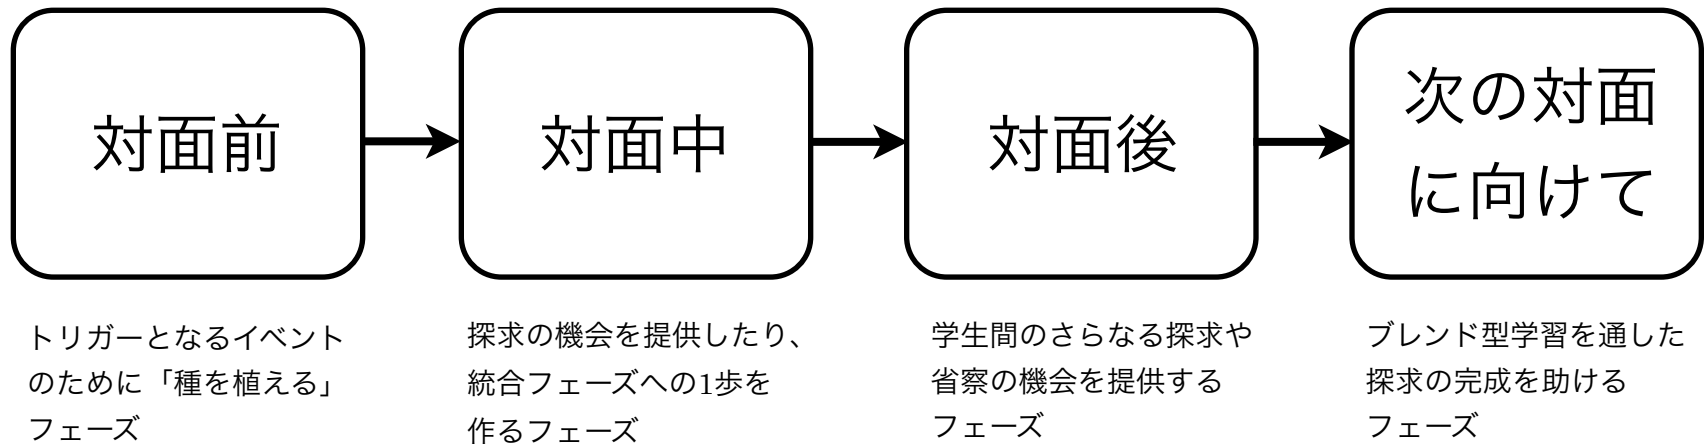 対面前
対面中
対面後
次の対面
に向けて
トリガーとなるイベント
のために「種を植える」
フェーズ
探求の機会を提供したり、
統合フェーズへの1歩を
作るフェーズ
学生間のさらなる探求や
省察の機会を提供する
フェーズ
ブレンド型学習を通した
探求の完成を助ける
フェーズ